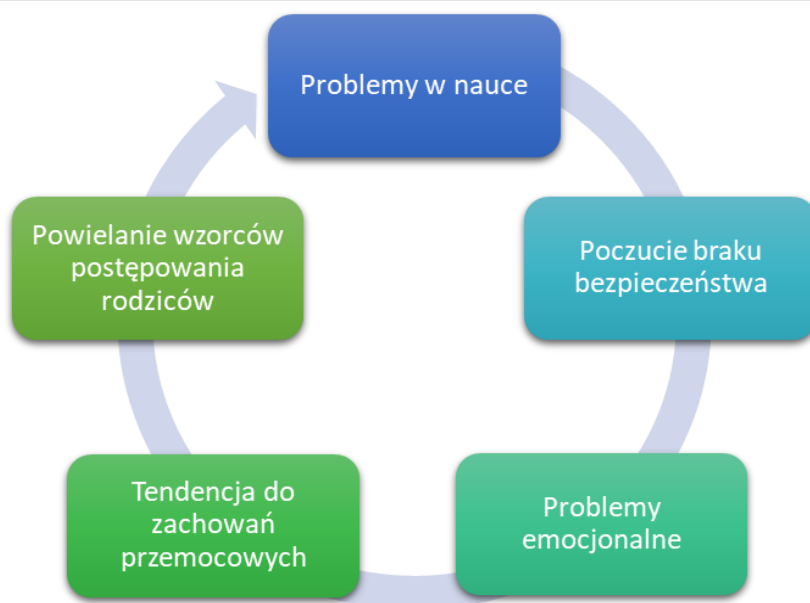 Problemy w nauce
Poczucie braku
bezpieczeństwa
Problemy
emocjonalne
Tendencja do
zachowań
przemocowych
Powielanie wzorców
postępowania
rodziców